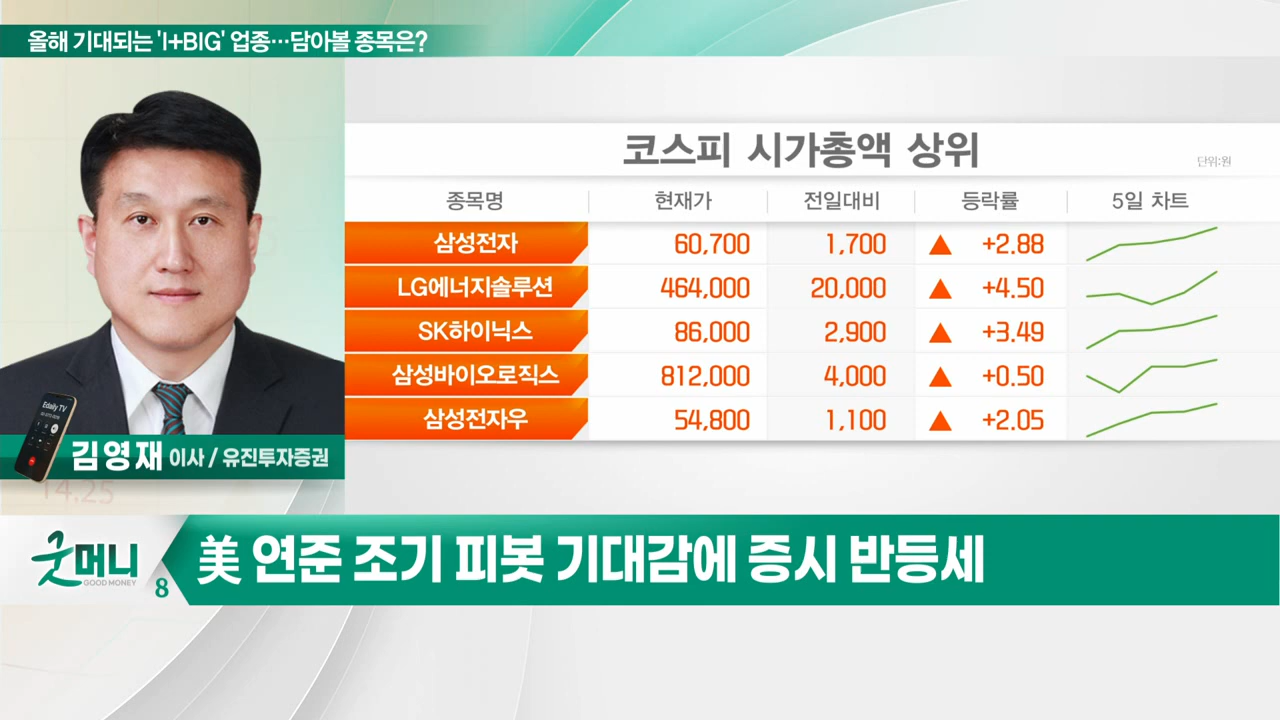 올해 기대되는 'I+BIG' 업종…담아볼 종목은?
코스피 시가총액 상위
단위:원
종목명 현재가 전일대비 등락률 5일 차트
삼성전자 60,700 1,700 ▲ +2.88
LG에너지솔루션 464,000 20,000 ▲ +4.50
SK하이닉스 86,000 2,900 ▲ +3.49
삼성바이오로직스 812,000 4,000 ▲ +0.50
삼성전자우 54,800 1,100 ▲ +2.05
Edaily TV
김영재 이사 / 유진투자증권
14.25
굿머니
GOOD MONEY
8
美 연준 조기 피봇 기대감에 증시 반등세